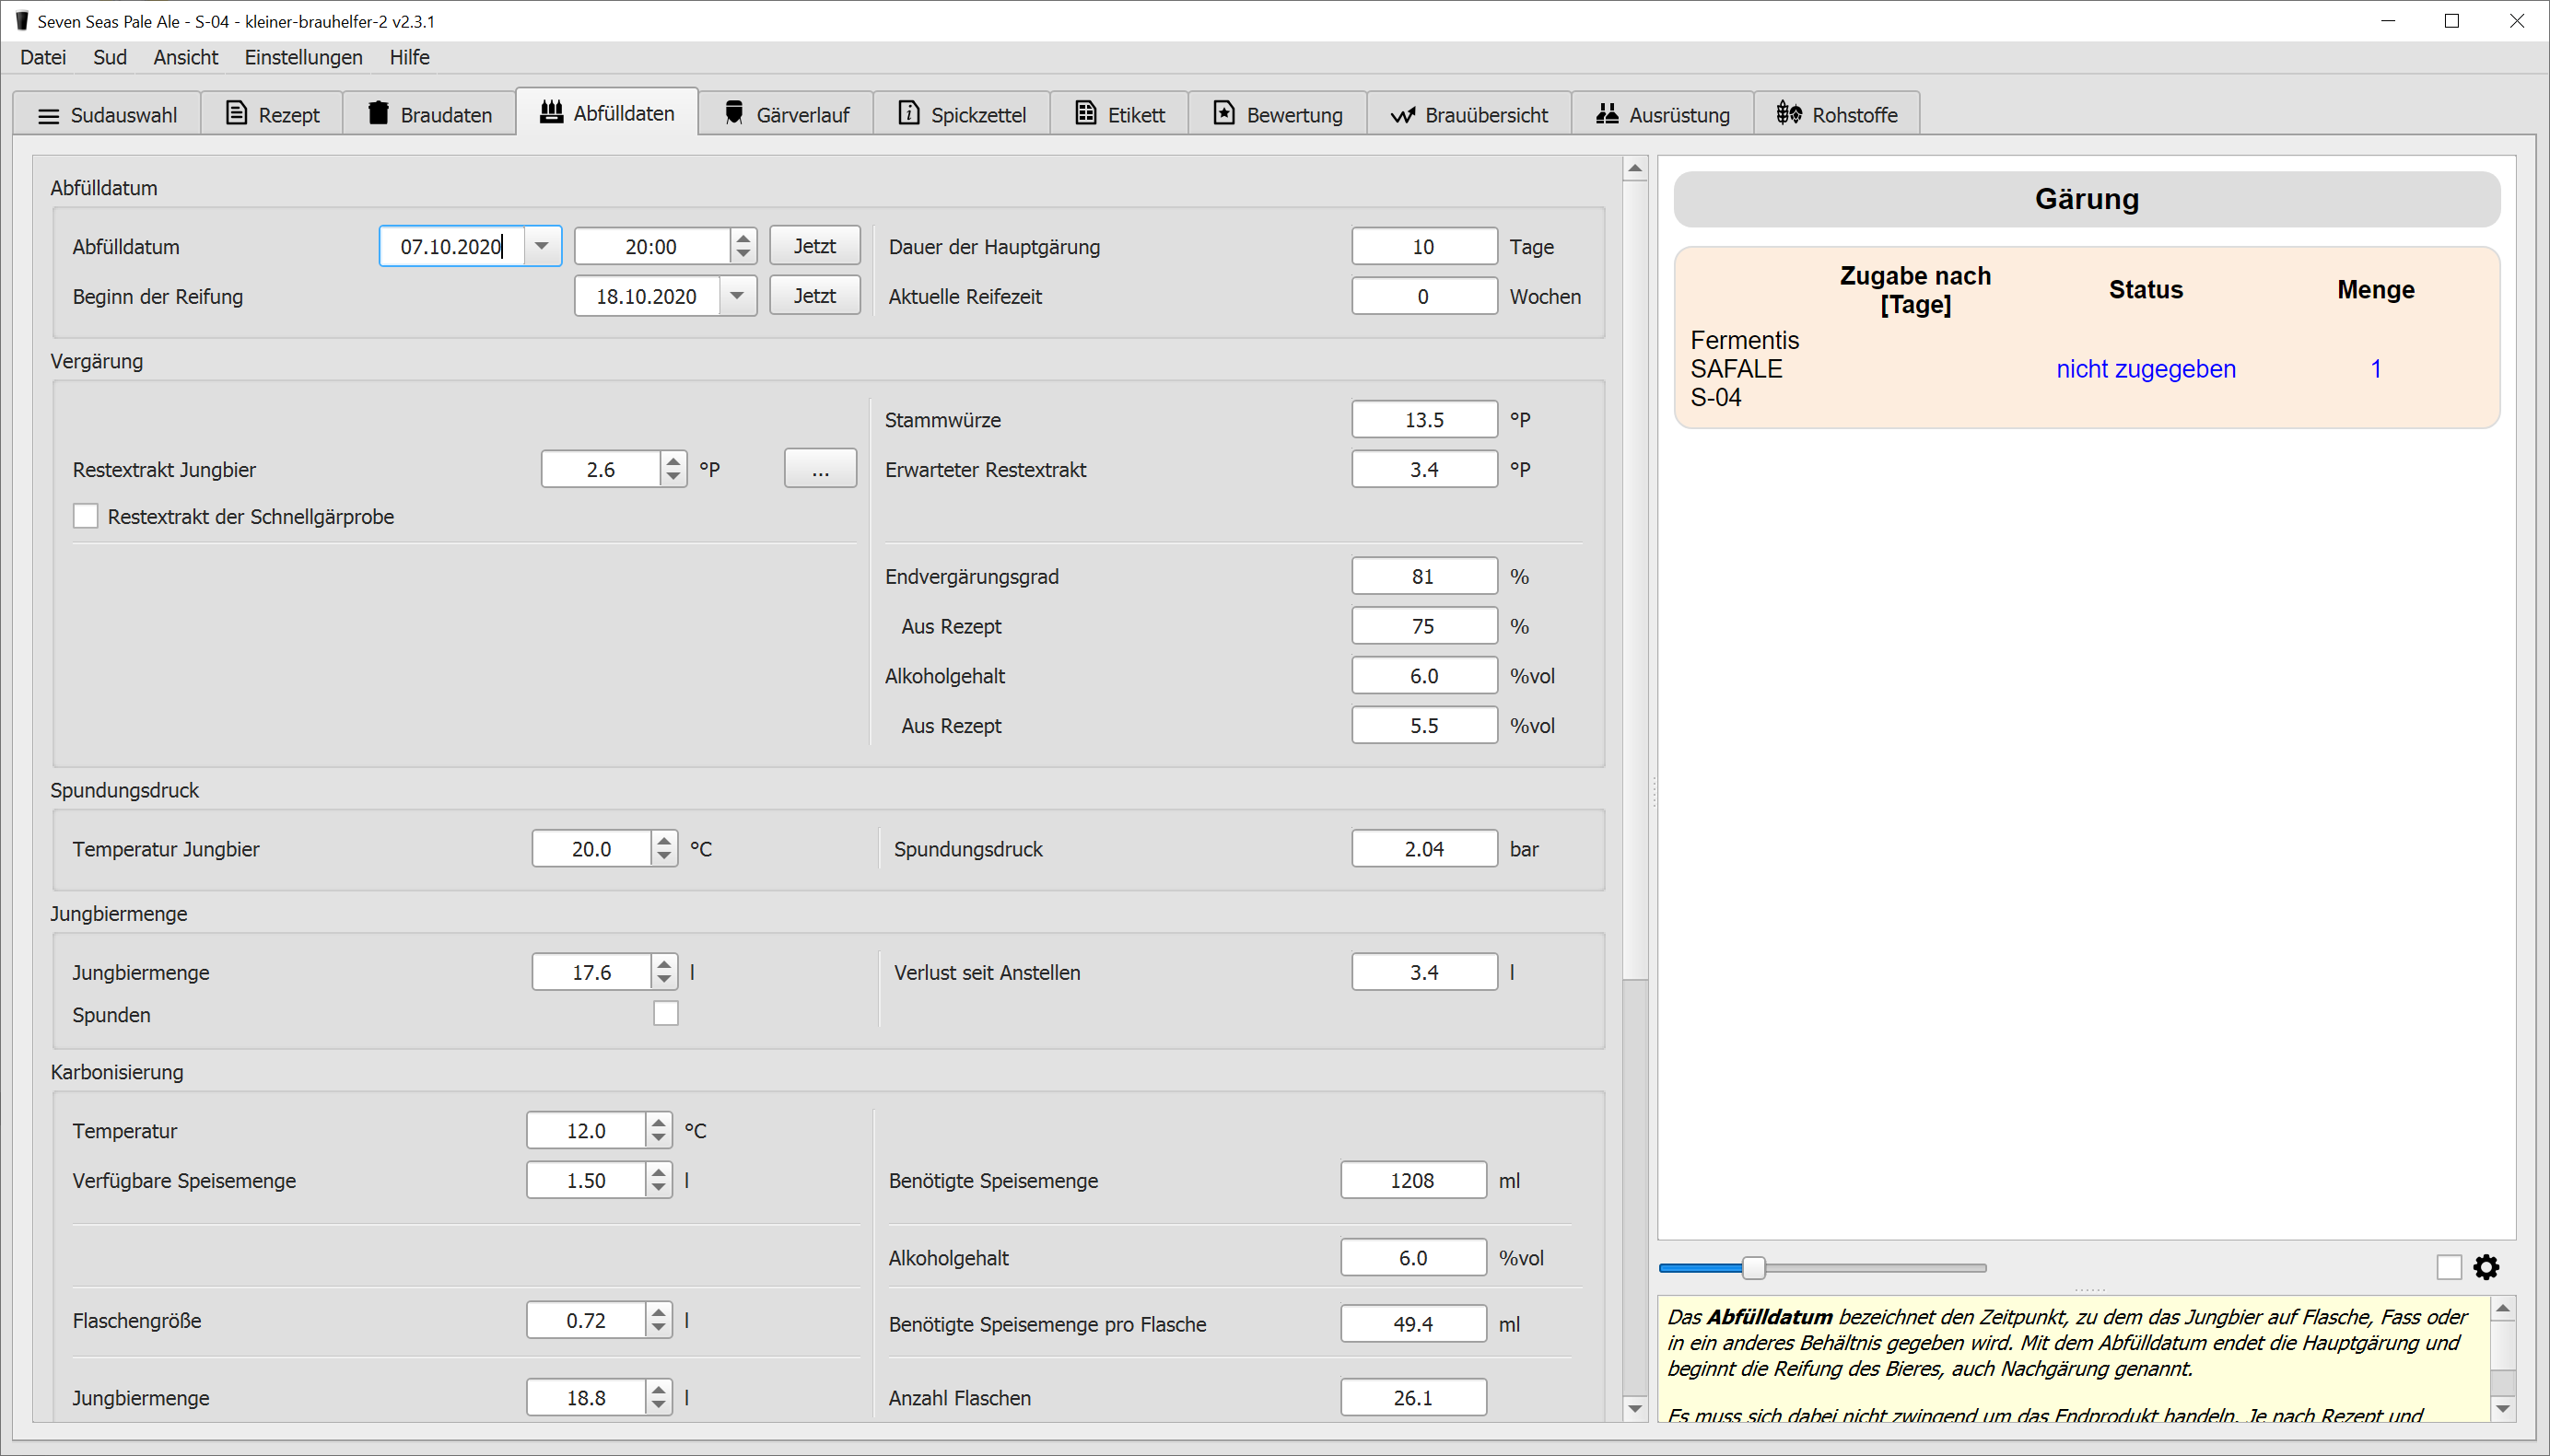 Seven Seas Pale Ale - S-04 - kleiner-brauhelfer-2 v2.3.1
Datei Sud Ansicht Einstellungen Hilfe
Sudauswahl Rezept Braudaten Abfülldaten Gärverlauf Spickzettel Etikett Bewertung Brauübersicht Ausrüstung Rohstoffe
Abfülldatum
Abfülldatum 07.10.2020 20:00 Jetzt Dauer der Hauptgärung 10 Tage
Beginn der Reifung 18.10.2020 Jetzt Aktuelle Reifezeit 0 Wochen
Vergärung
Stammwürze 13.5 °P
Restextrakt Jungbier 2.6 °P ... Erwarteter Restextrakt 3.4 °P
Restextrakt der Schnellgärprobe
Endvergärungsgrad 81 %
Aus Rezept 75 %
Alkoholgehalt 6.0 %vol
Aus Rezept 5.5 %vol
Spundungsdruck
Temperatur Jungbier 20.0 °C Spundungsdruck 2.04 bar
Jungbiermenge
Jungbiermenge 17.6 l Verlust seit Anstellen 3.4 l
Spunden
Karbonisierung
Temperatur 12.0 °C
Verfügbare Speisemenge 1.50 l Benötigte Speisemenge 1208 ml
Alkoholgehalt 6.0 %vol
Flaschengröße 0.72 l Benötigte Speisemenge pro Flasche 49.4 ml
Jungbiermenge 18.8 l Anzahl Flaschen 26.1
Gärung
Zugabe nach [Tage] Status Menge
Fermentis
SAFALE nicht zugegeben 1
S-04
Das Abfülldatum bezeichnet den Zeitpunkt, zu dem das Jungbier auf Flasche, Fass oder
in ein anderes Behältnis gegeben wird. Mit dem Abfülldatum endet die Hauptgärung und
beginnt die Reifung des Bieres, auch Nachgärung genannt.
Es muss sich dabei nicht zwingend um das Endprodukt handeln. Je nach Rezept und